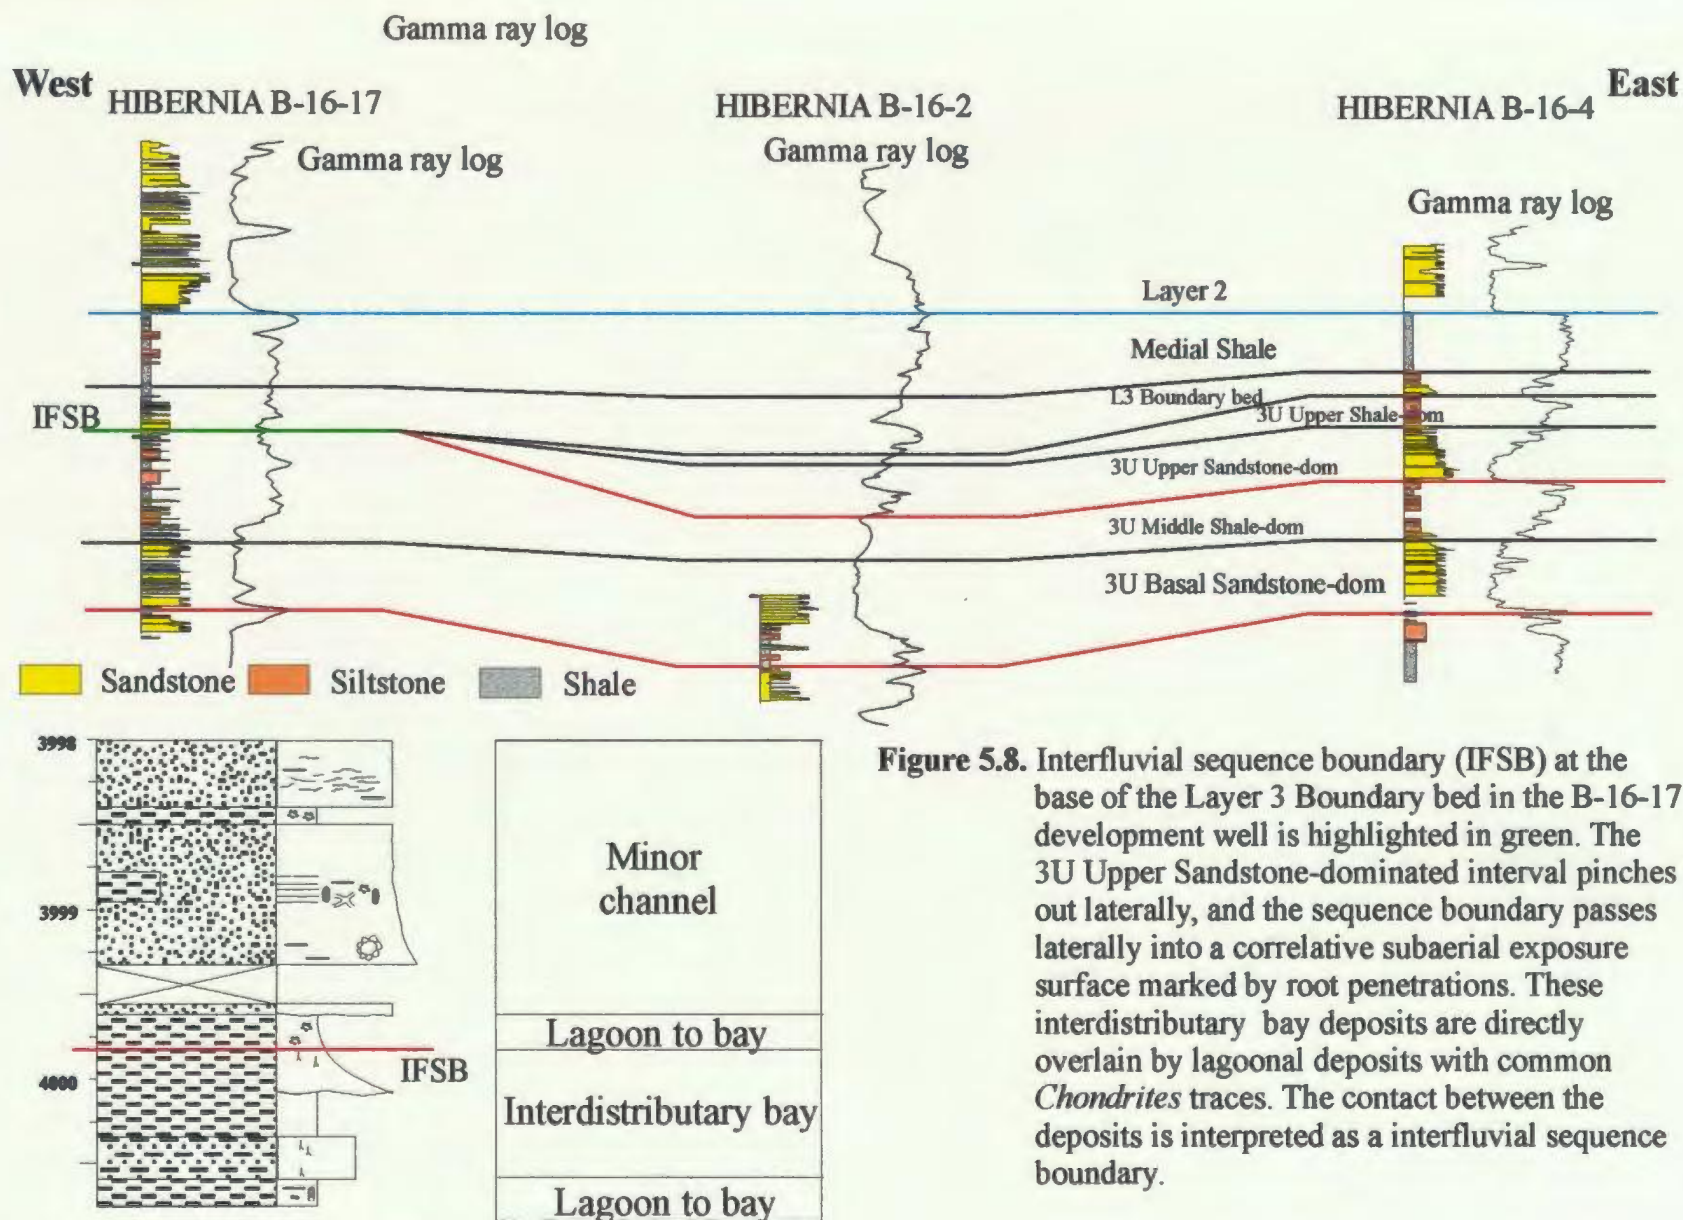 Gamma ray log
West
East
HIBERNIA B-16-17
HIBERNIA B-16-2
HIBERNIA B-16-4
Gamma ray log
Gamma ray log
Gamma ray log
Layer 2
Medial Shale
L3 Boundary bed
3U Upper Shale-dom
IFSB
3U Upper Sandstone-dom
3U Middle Shale-dom
3U Basal Sandstone-dom
Sandstone
Siltstone
Shale
3998
3999
4000
IFSB
Minor
channel
Lagoon to bay
Interdistributary bay
Lagoon to bay
Figure 5.8. Interfluvial sequence boundary (IFSB) at the
base of the Layer 3 Boundary bed in the B-16-17
development well is highlighted in green. The
3U Upper Sandstone-dominated interval pinches
out laterally, and the sequence boundary passes
laterally into a correlative subaerial exposure
surface marked by root penetrations. These
interdistributary bay deposits are directly
overlain by lagoonal deposits with common
Chondrites traces. The contact between the
deposits is interpreted as a interfluvial sequence
boundary.